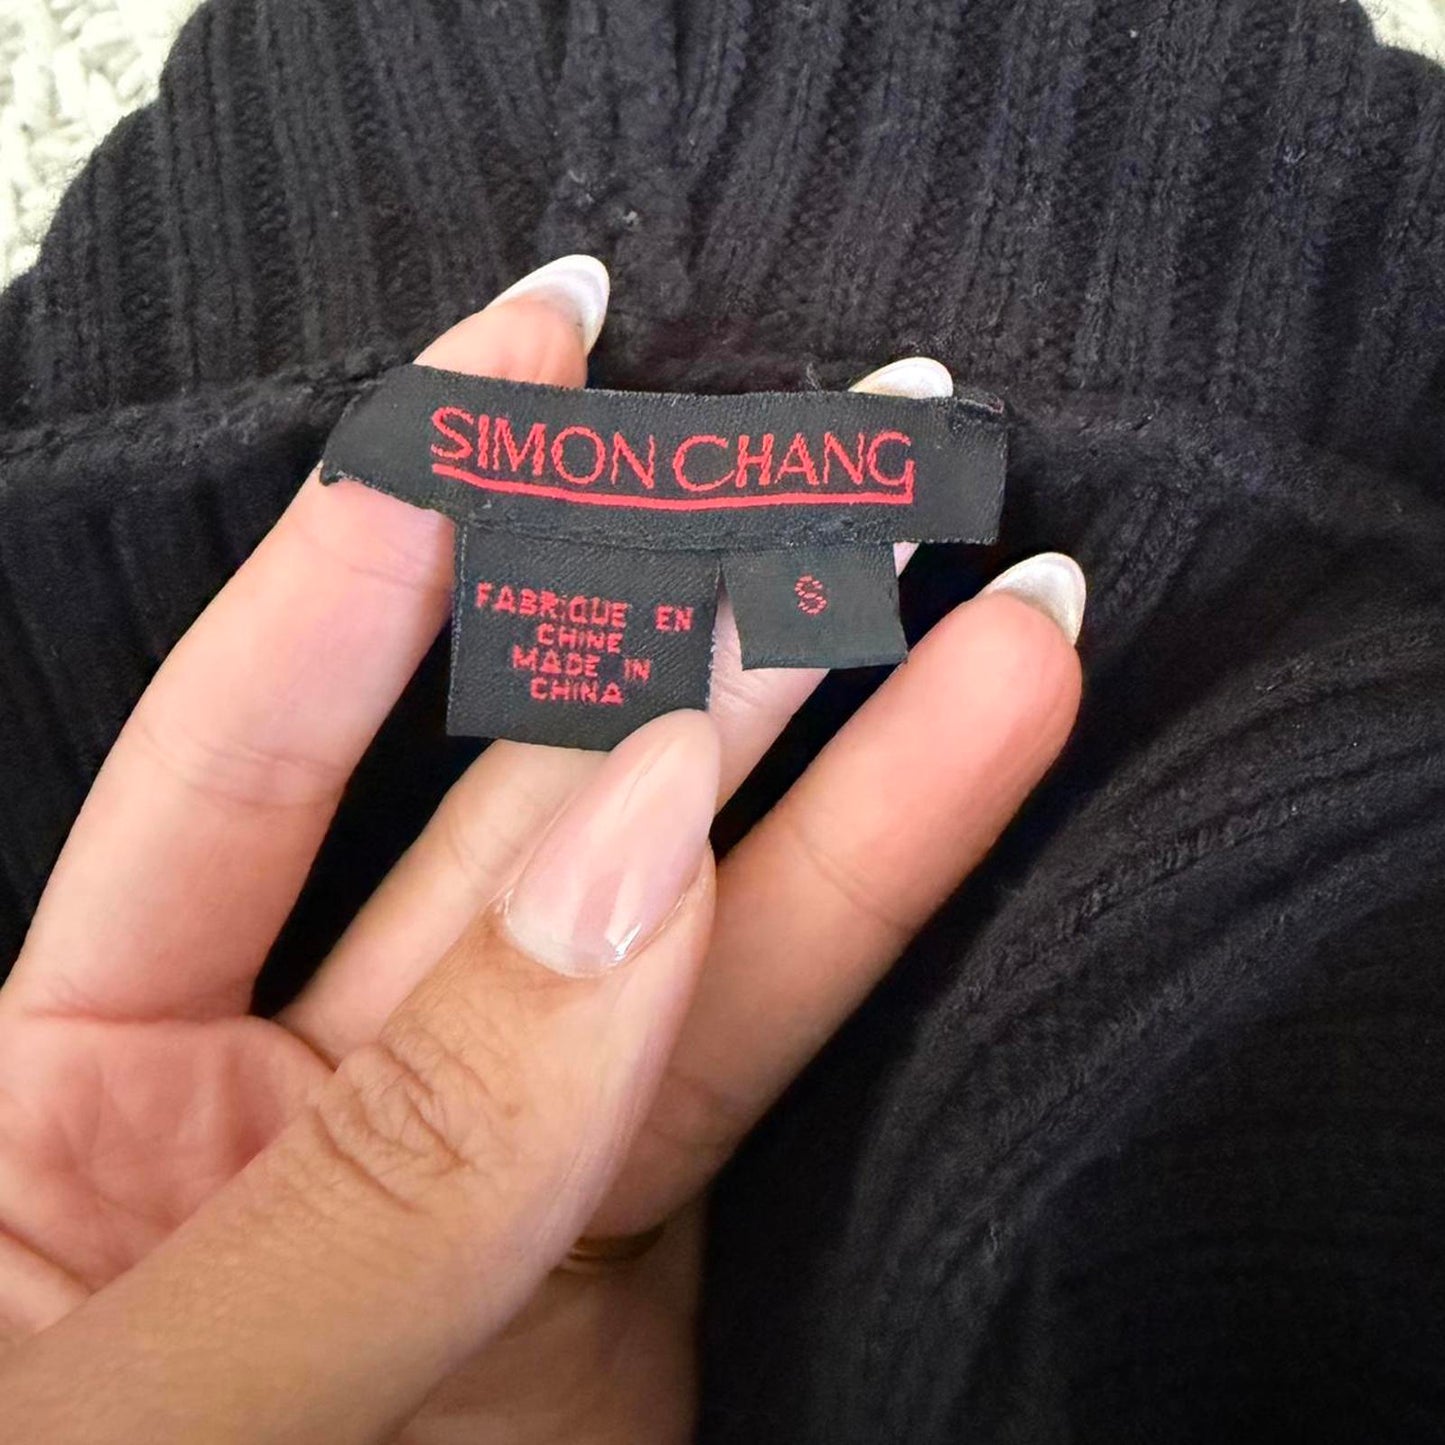 SIMON CHANG
FABRIQUE EN
CHINE
MADE IN
CHINA
S